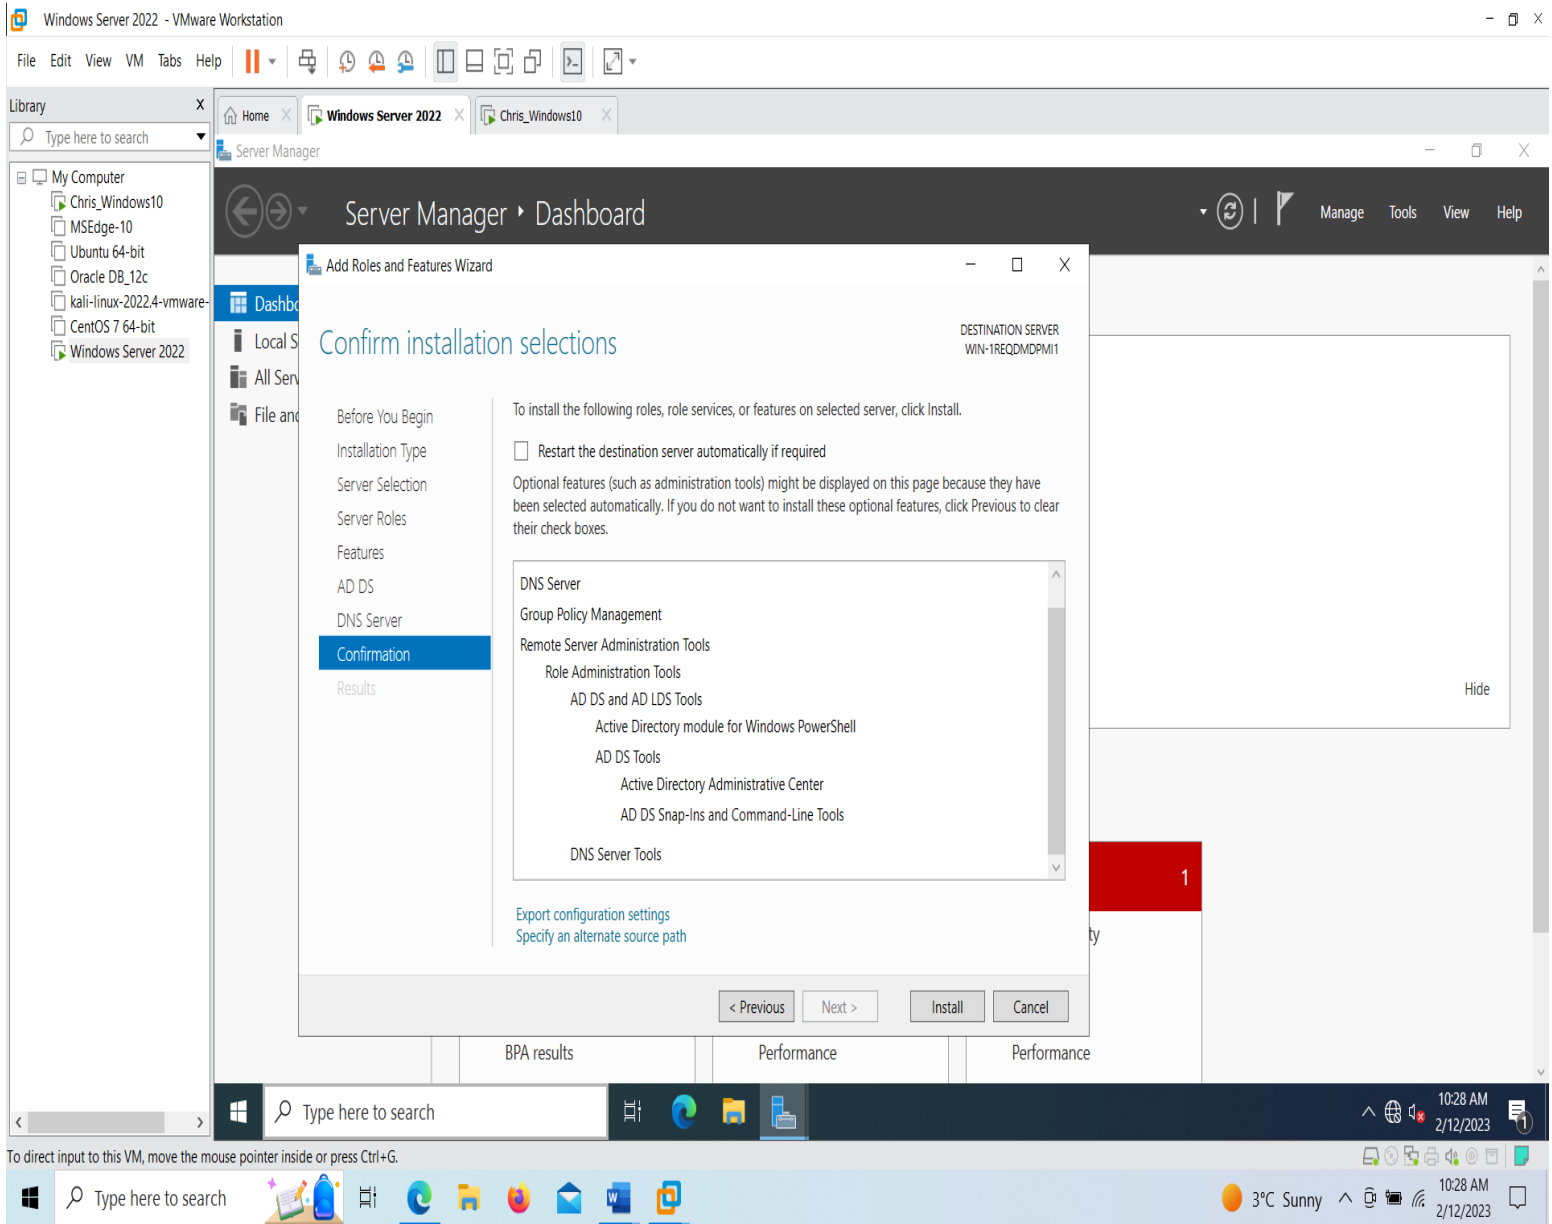 Windows Server 2022 - VMware Workstation
File Edit View VM Tabs Help
Library X
Type here to search
My Computer
Chris_Windows10
MSEdge-10
Ubuntu 64-bit
Oracle DB_12c
kali-linux-2022.4-vmware-
CentOS 7 64-bit
Windows Server 2022
Home
Windows Server 2022
Chris_Windows10
Server Manager
Server Manager ‣ Dashboard
Manage Tools View Help
Dashbo
Local S
All Serv
File and
Add Roles and Features Wizard
Confirm installation selections
DESTINATION SERVER
WIN-1REQDMDPMI1
Before You Begin
Installation Type
Server Selection
Server Roles
Features
AD DS
DNS Server
Confirmation
Results
To install the following roles, role services, or features on selected server, click Install.
Restart the destination server automatically if required
Optional features (such as administration tools) might be displayed on this page because they have
been selected automatically. If you do not want to install these optional features, click Previous to clear
their check boxes.
DNS Server
Group Policy Management
Remote Server Administration Tools
Role Administration Tools
AD DS and AD LDS Tools
Active Directory module for Windows PowerShell
AD DS Tools
Active Directory Administrative Center
AD DS Snap-Ins and Command-Line Tools
DNS Server Tools
Export configuration settings
Specify an alternate source path
< Previous Next > Install Cancel
Hide
1
ty
BPA results
Performance
Performance
Type here to search
10:28 AM
2/12/2023
1
To direct input to this VM, move the mouse pointer inside or press Ctrl+G.
Type here to search
3°C Sunny
10:28 AM
2/12/2023